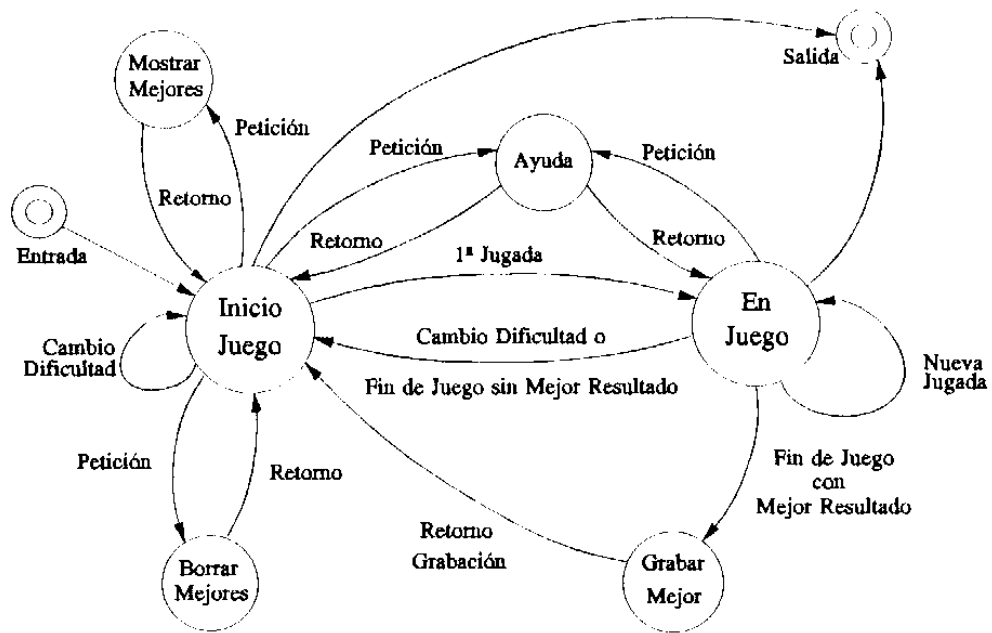 Mostrar
Mejores
Salida
Petición
Petición
Ayuda
Petición
Retorno
Entrada
Retorno
Retorno
1ª Jugada
Inicio
Juego
En
Juego
Cambio
Dificultad
Cambio Dificultad o
Fin de Juego sin Mejor Resultado
Nueva
Jugada
Petición
Retorno
Fin de Juego
con
Mejor Resultado
Retorno
Grabación
Borrar
Mejores
Grabar
Mejor